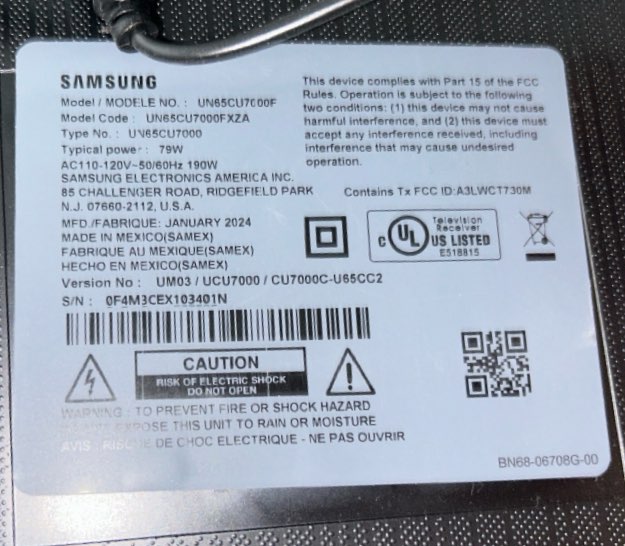 SAMSUNG
Model / MODELE NO. : UN65CU7000F
Model Code : UN65CU7000FXZA
Type No. : UN65CU7000
Typical power : 79W
AC110-120V~50/60Hz 190W
SAMSUNG ELECTRONICS AMERICA INC.
85 CHALLENGER ROAD, RIDGEFIELD PARK
N.J. 07660-2112, U.S.A.
MFD./FABRIQUE: JANUARY 2024
MADE IN MEXICO(SAMEX)
FABRIQUE AU MEXIQUE(SAMEX)
HECHO EN MEXICO(SAMEX)
Version No : UM03 / UCU7000 / CU7000C-U65CC2
S/N : 0F4M3CEX103401N
This device complies with Part 15 of the FCC
Rules. Operation is subject to the following
two conditions: (1) this device may not cause
harmful interference, and (2) this device must
accept any interference received, including
interference that may cause undesired
operation.
Contains Tx FCC ID:A3LWCT730M
c UL US LISTED
Television
Receiver
E518815
CAUTION
RISK OF ELECTRIC SHOCK
DO NOT OPEN
WARNING : TO PREVENT FIRE OR SHOCK HAZARD
EXPOSE THIS UNIT TO RAIN OR MOISTURE
AVIS : RISQUE DE CHOC ELECTRIQUE - NE PAS OUVRIR
BN68-06708G-00